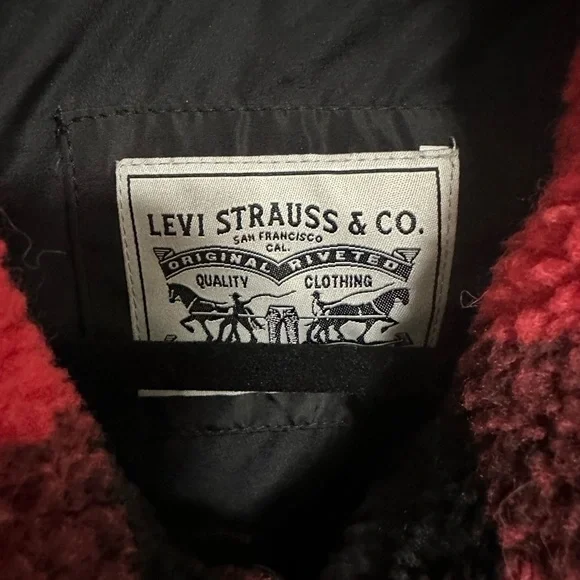 LEVI STRAUSS & CO.
SAN FRANCISCO
CAL.
ORIGINAL RIVETED
QUALITY CLOTHING